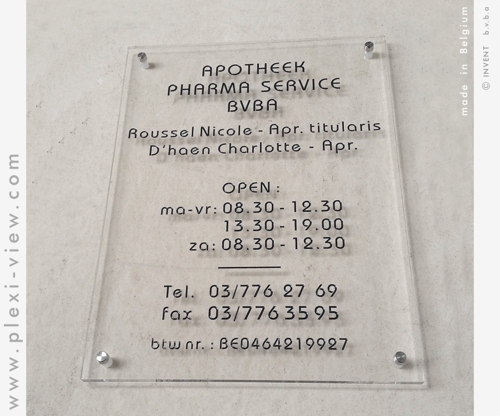 APOTHEEK
PHARMA SERVICE
BVBA
Roussel Nicole - Apr. titularis
D'haen Charlotte - Apr.
OPEN :
ma-vr: 08.30 - 12.30
13.30 - 19.00
za: 08.30 - 12.30
Tel. 03/776 27 69
fax 03/776 35 95
btw nr. : BE0464219927
www.plexi-view.com
made in Belgium
© INVENT b.v.b.a